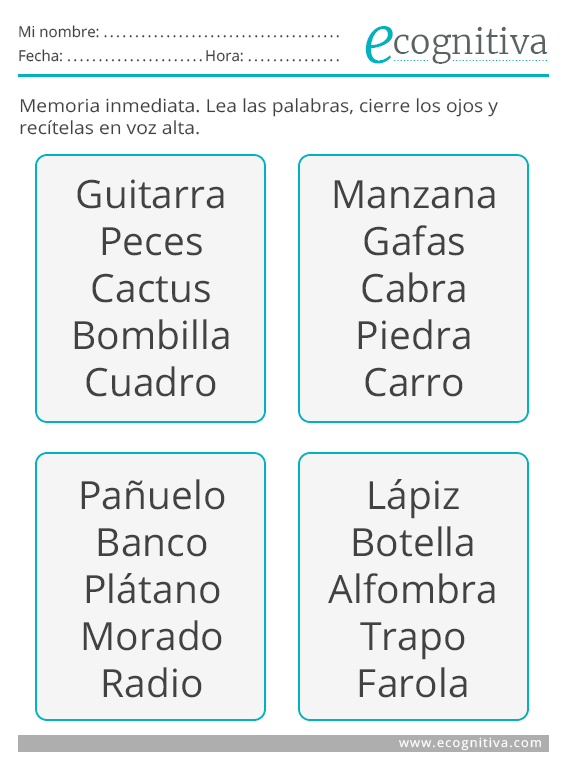 Mi nombre: ......................................
Fecha: ...................... Hora: ...............
ecognitiva
Memoria inmediata. Lea las palabras, cierre los ojos y
recítelas en voz alta.
Guitarra
Peces
Cactus
Bombilla
Cuadro
Manzana
Gafas
Cabra
Piedra
Carro
Pañuelo
Banco
Plátano
Morado
Radio
Lápiz
Botella
Alfombra
Trapo
Farola
www.ecognitiva.com